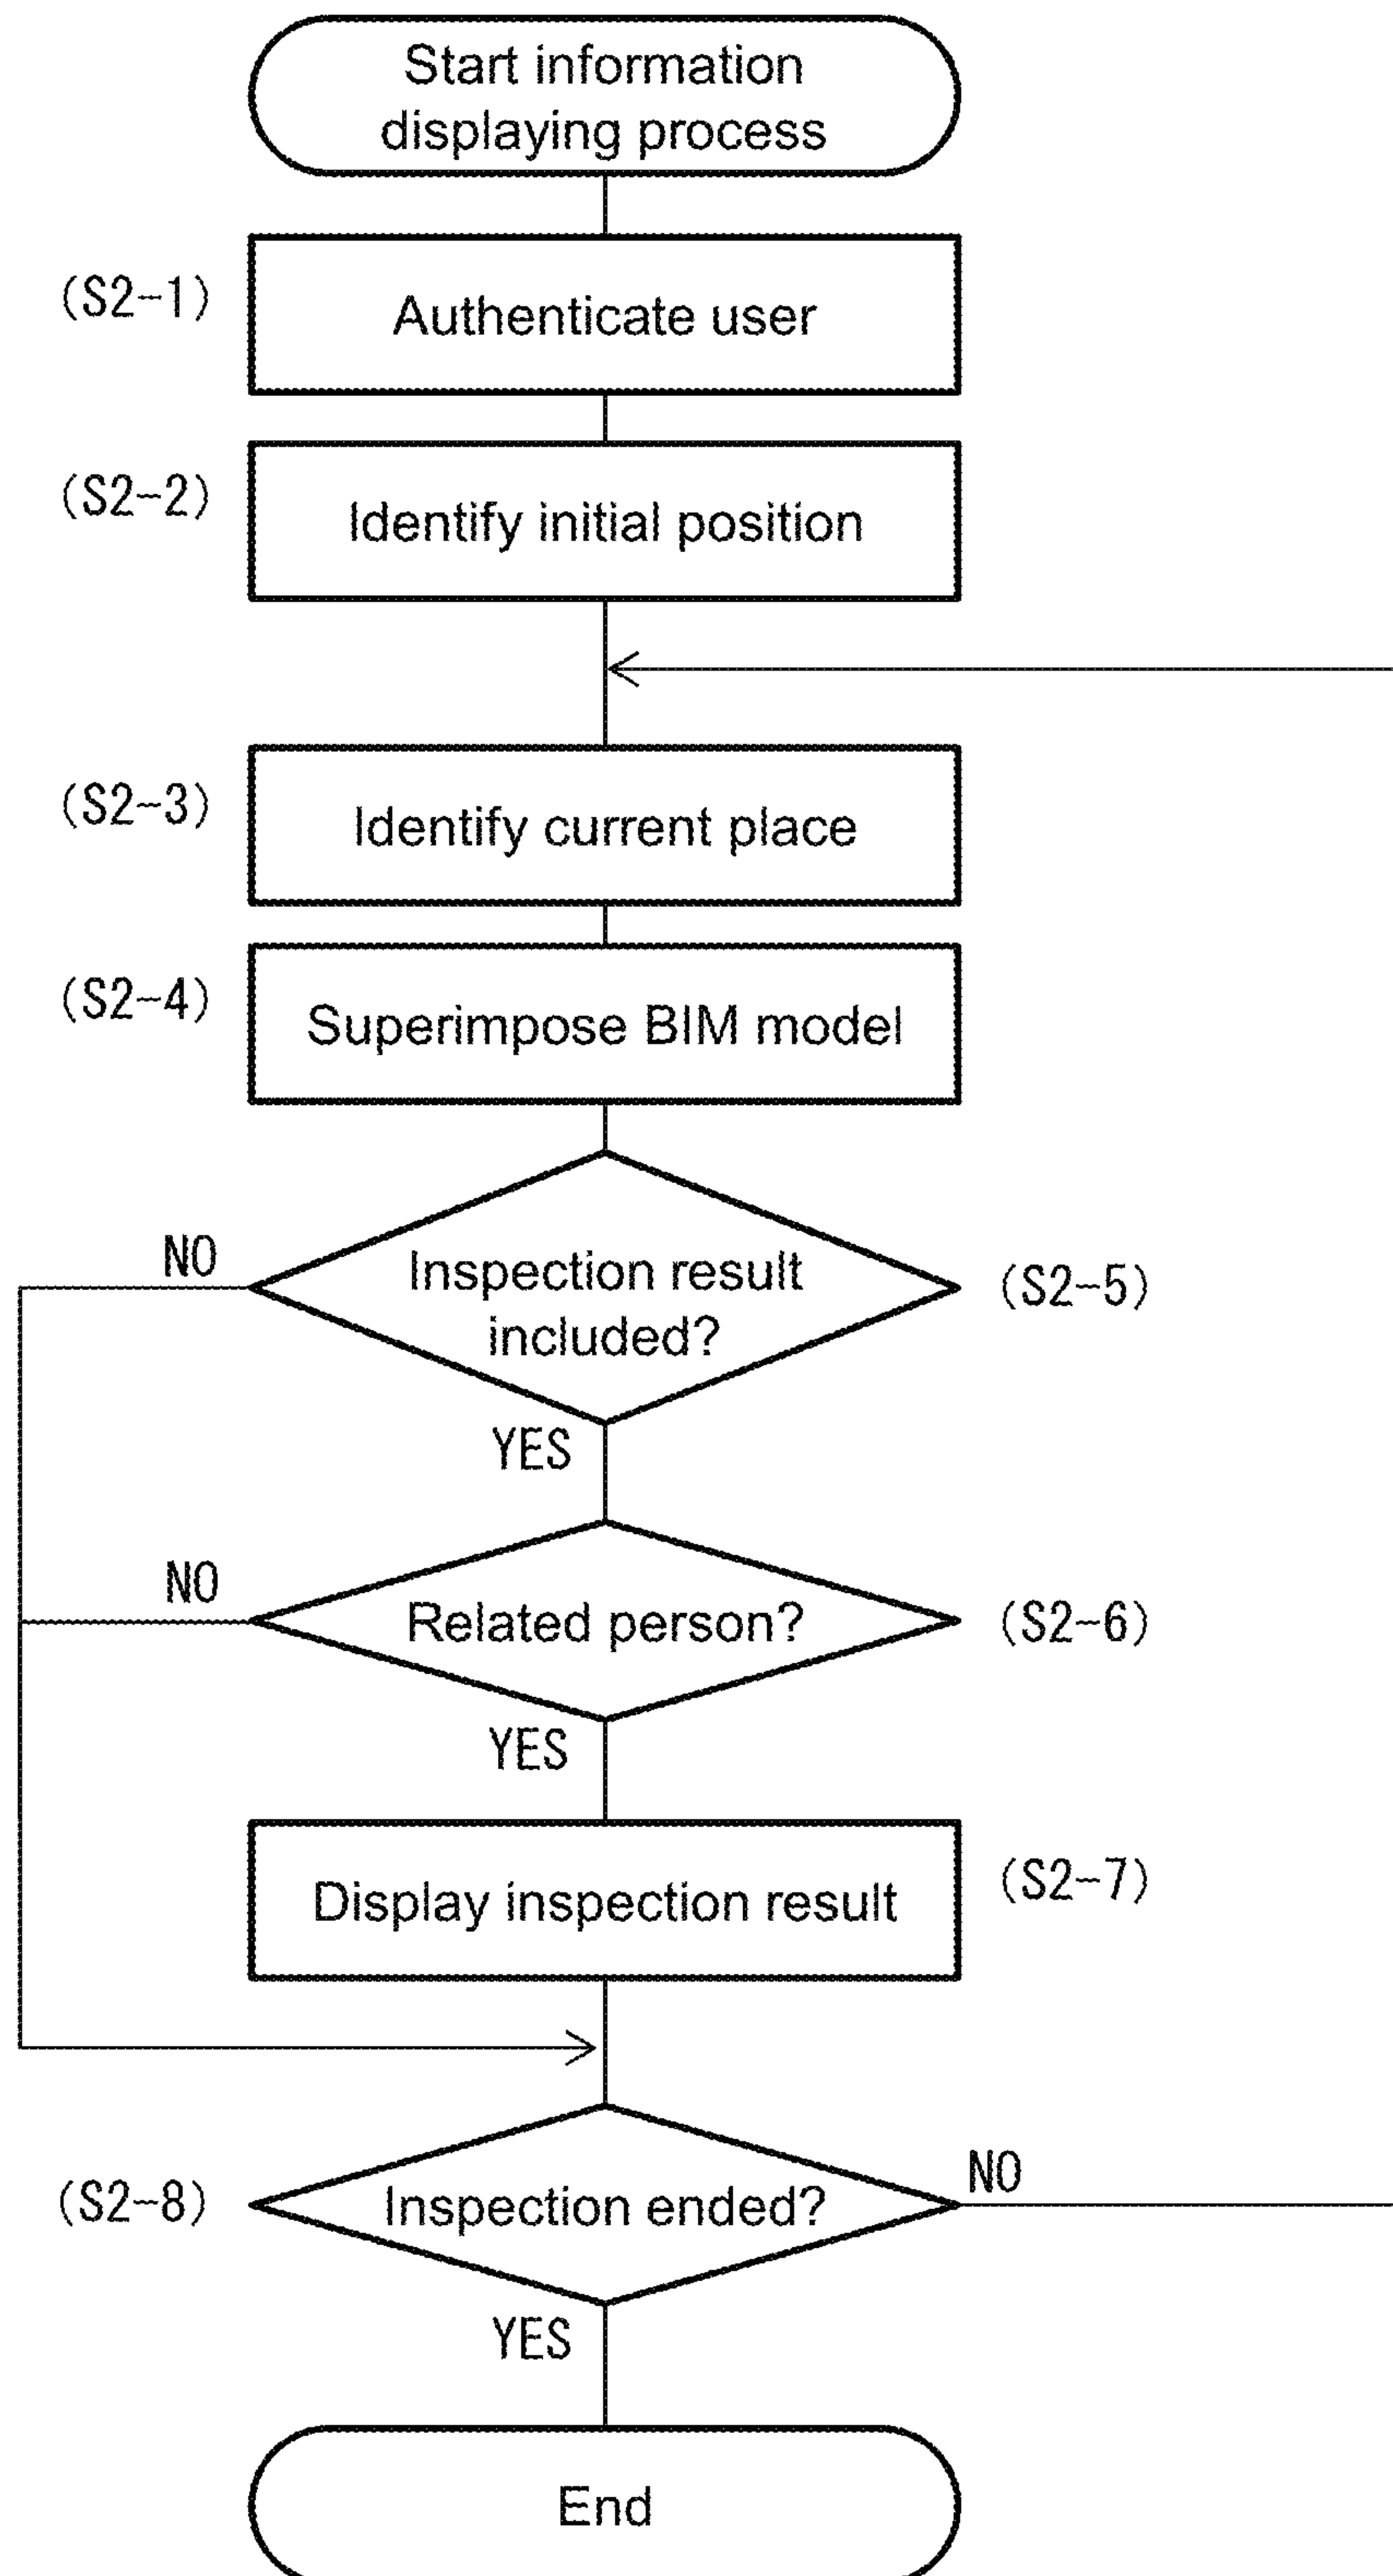 Start information
displaying process
(S2-1)
Authenticate user
(S2-2)
Identify initial position
(S2-3)
Identify current place
(S2-4)
Superimpose BIM model
NO
Inspection result
included?
(S2-5)
YES
NO
Related person?
(S2-6)
YES
Display inspection result
(S2-7)
(S2-8)
Inspection ended?
NO
YES
End